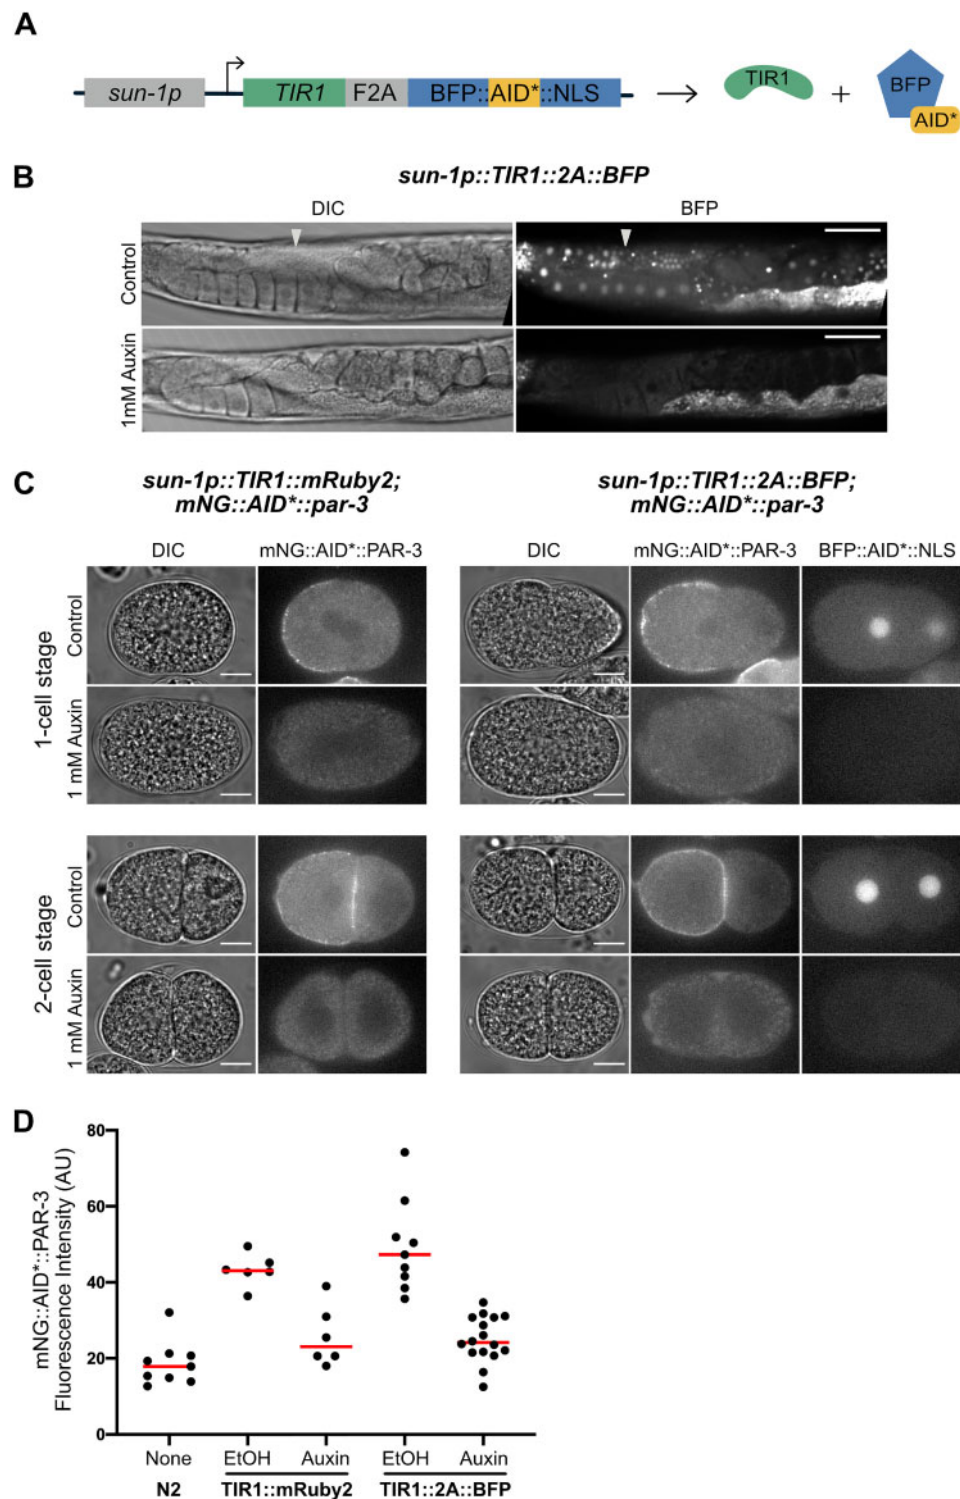 A
sun-1p TIR1 F2A BFP::AID*::NLS TIR1 + BFP AID*
B
sun-1p::TIR1::2A::BFP
DIC BFP
Control
1mM Auxin
C
sun-1p::TIR1::mRuby2; sun-1p::TIR1::2A::BFP;
mNG::AID*::par-3 mNG::AID*::par-3
DIC mNG::AID*::PAR-3 DIC mNG::AID*::PAR-3 BFP::AID*::NLS
1-cell stage
Control
1 mM Auxin
2-cell stage
Control
1 mM Auxin
D
mNG::AID*::PAR-3
Fluorescence Intensity (AU)
80
60
40
20
0
None EtOH Auxin EtOH Auxin
N2 TIR1::mRuby2 TIR1::2A::BFP